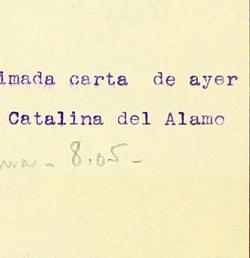 imada carta de ayer
Catalina del Alamo
- 8.05 -